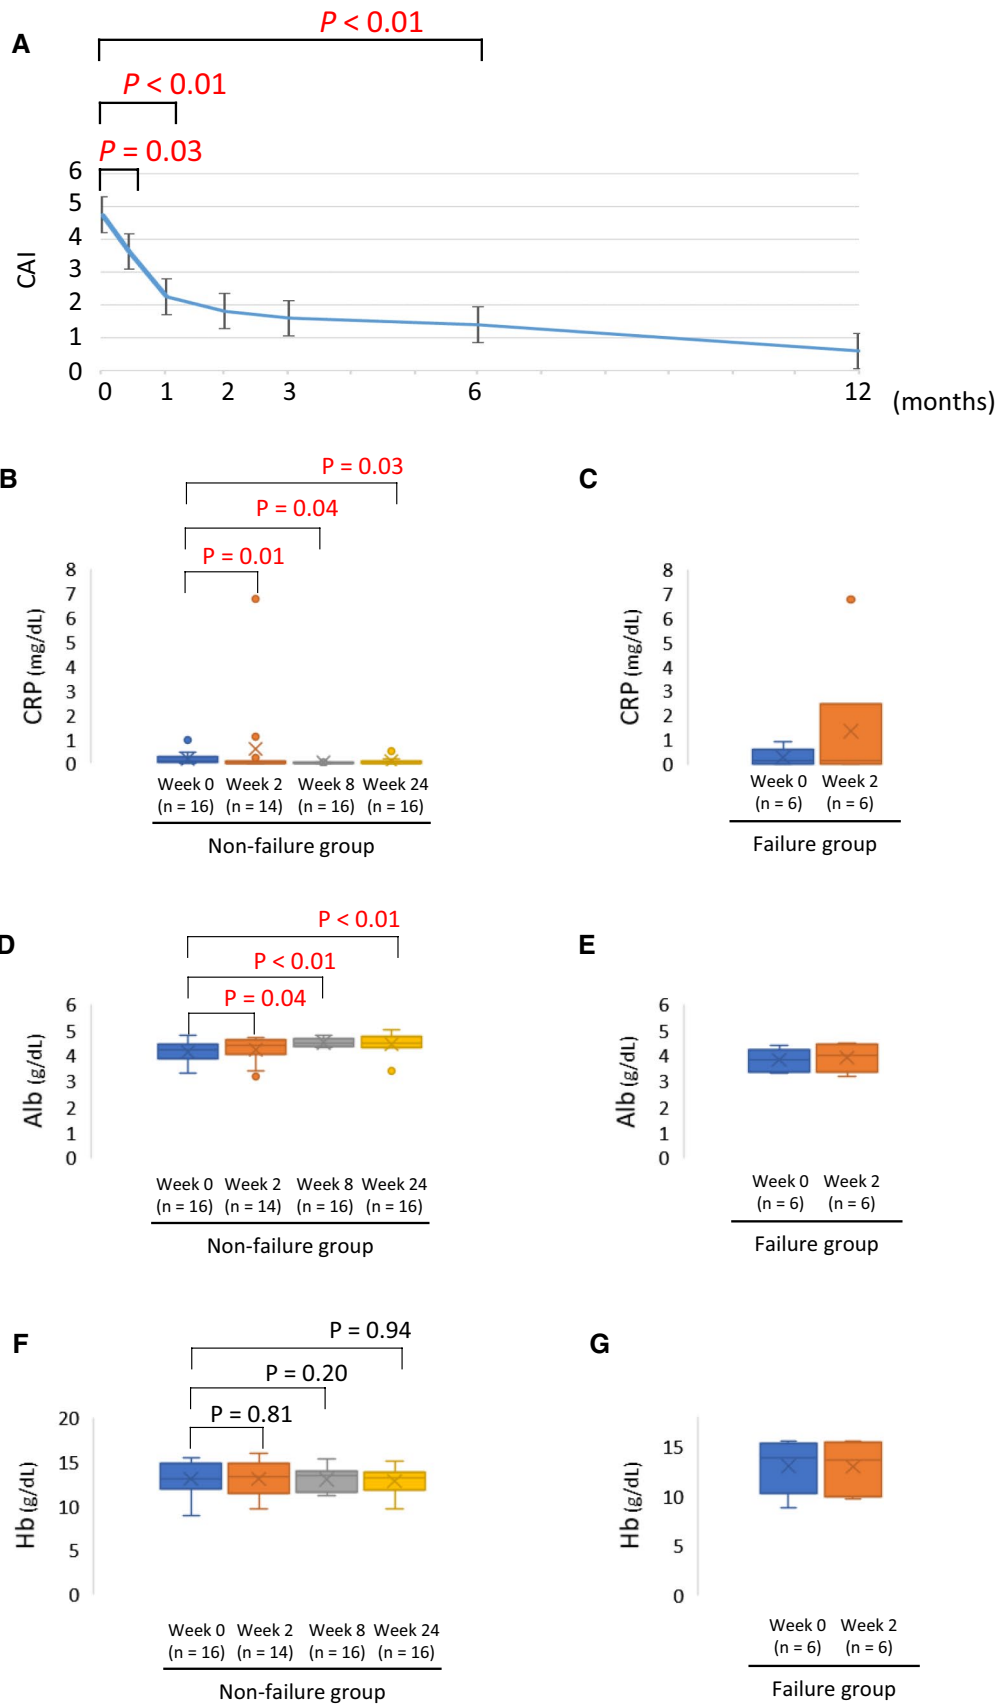 A
P < 0.01
P < 0.01
P = 0.03
6
5
4
3
2
1
0
CAI
0 1 2 3 6 12 (months)
B
P = 0.03
P = 0.04
P = 0.01
8
7
6
5
4
3
2
1
0
CRP (mg/dL)
Week 0 Week 2 Week 8 Week 24
(n = 16) (n = 14) (n = 16) (n = 16)
Non-failure group
C
8
7
6
5
4
3
2
1
0
CRP (mg/dL)
Week 0 Week 2
(n = 6) (n = 6)
Failure group
D
P < 0.01
P < 0.01
P = 0.04
6
5
4
3
2
1
0
Alb (g/dL)
Week 0 Week 2 Week 8 Week 24
(n = 16) (n = 14) (n = 16) (n = 16)
Non-failure group
E
6
5
4
3
2
1
0
Alb (g/dL)
Week 0 Week 2
(n = 6) (n = 6)
Failure group
F
P = 0.94
P = 0.20
P = 0.81
20
15
10
5
0
Hb (g/dL)
Week 0 Week 2 Week 8 Week 24
(n = 16) (n = 14) (n = 16) (n = 16)
Non-failure group
G
15
10
5
0
Hb (g/dL)
Week 0 Week 2
(n = 6) (n = 6)
Failure group